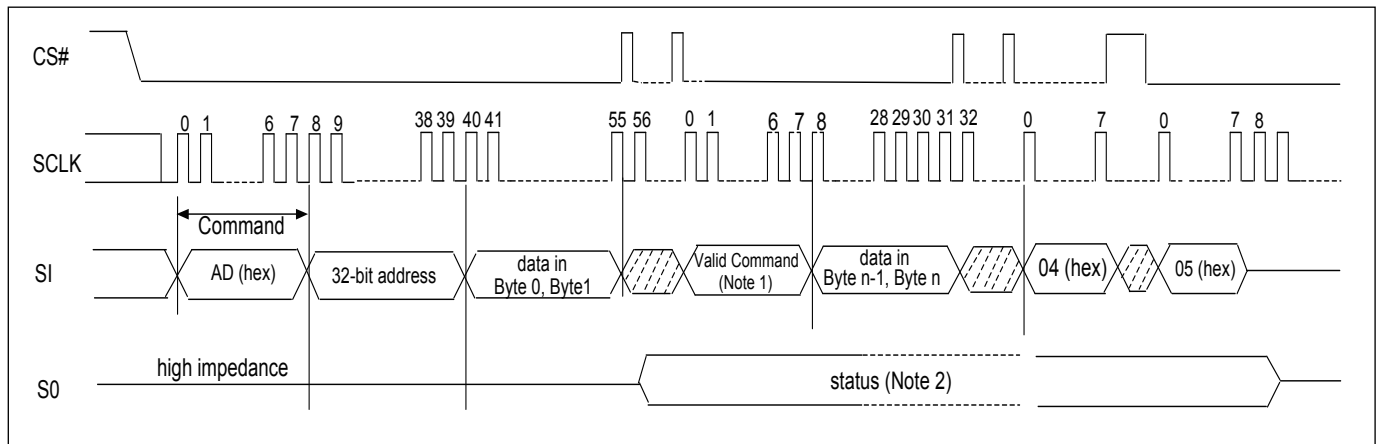 CS#
0 1 6 7 8 9 38 39 40 41 55 56 0 1 6 7 8 28 29 30 31 32 0 7 0 7 8
SCLK
Command
SI
AD (hex)
32-bit address
data in
Byte 0, Byte1
Valid Command
(Note 1)
data in
Byte n-1, Byte n
04 (hex)
05 (hex)
high impedance
S0
status (Note 2)